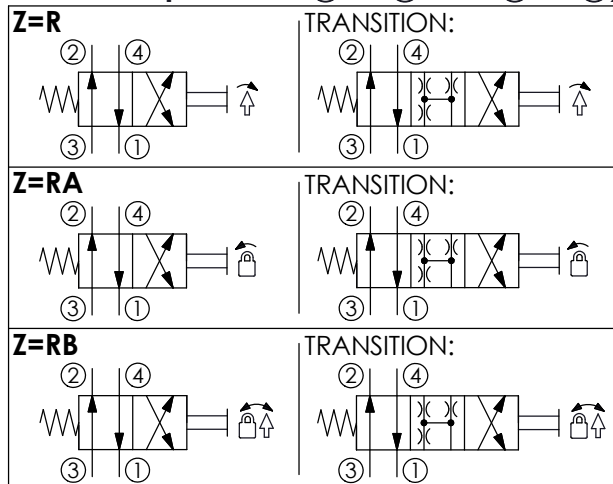 Z=R
TRANSITION:
② ④
② ④
③ ①
③ ①
Z=RA
TRANSITION:
② ④
② ④
③ ①
③ ①
Z=RB
TRANSITION:
② ④
② ④
③ ①
③ ①